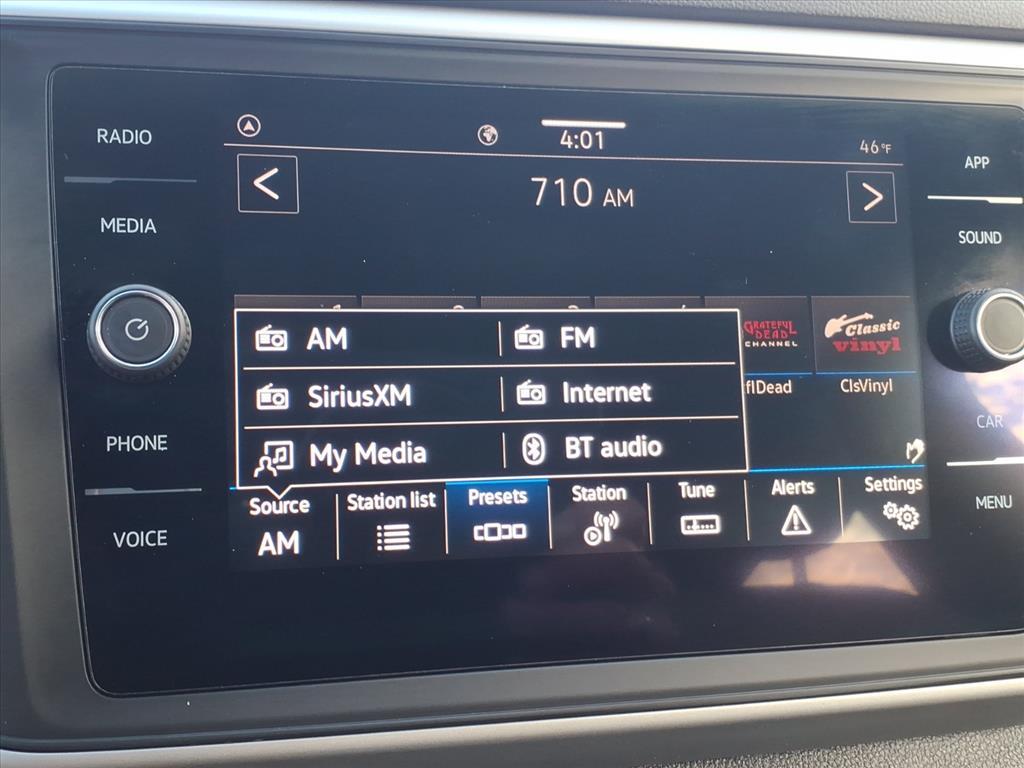 RADIO
MEDIA
PHONE
VOICE
4:01
46°F
710 AM
AM
FM
SiriusXM
Internet
My Media
BT audio
GRATEFUL
DEAD
CHANNEL
Classic
vinyl
flDead
ClsVinyl
Source
AM
Station list
Presets
Station
Tune
Alerts
Settings
APP
SOUND
CAR
MENU